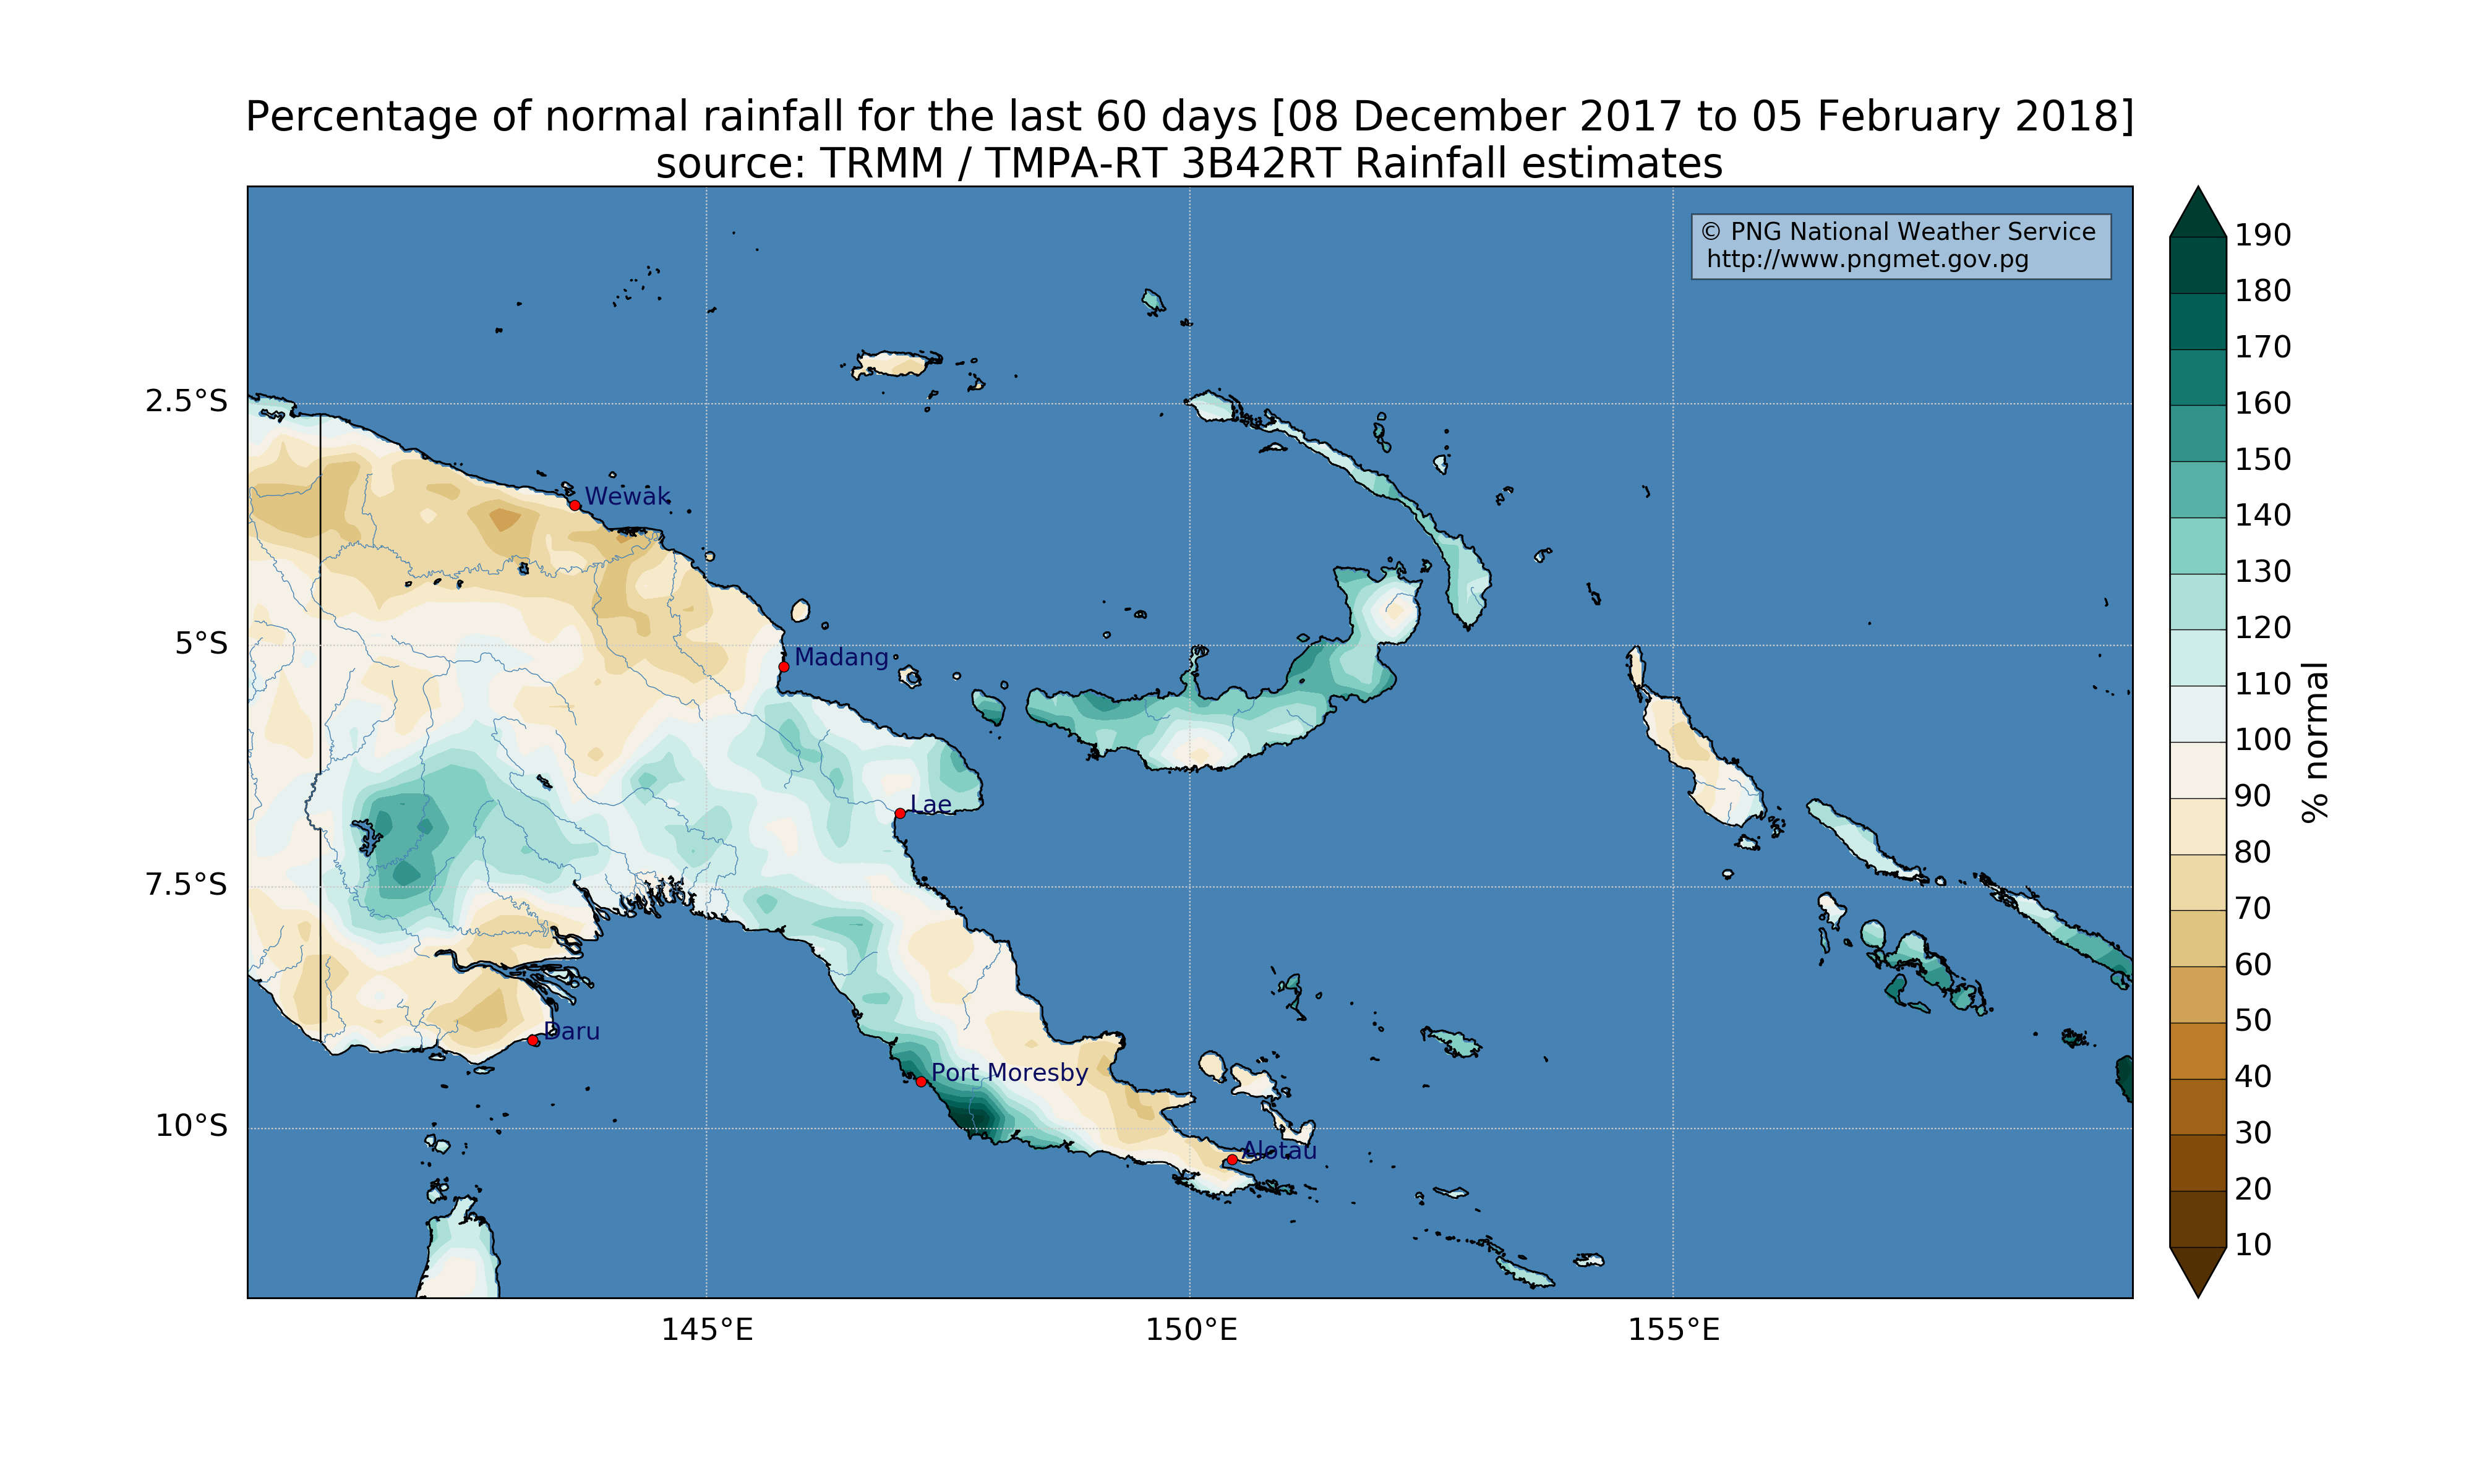 Percentage of normal rainfall for the last 60 days [08 December 2017 to 05 February 2018]
source: TRMM / TMPA-RT 3B42RT Rainfall estimates
© PNG National Weather Service
http://www.pngmet.gov.pg
2.5°S
5°S
7.5°S
10°S
Wewak
Madang
Lae
Daru
Port Moresby
Alotau
145°E
150°E
155°E
190
180
170
160
150
140
130
120
110
100
90
80
70
60
50
40
30
20
10
% normal